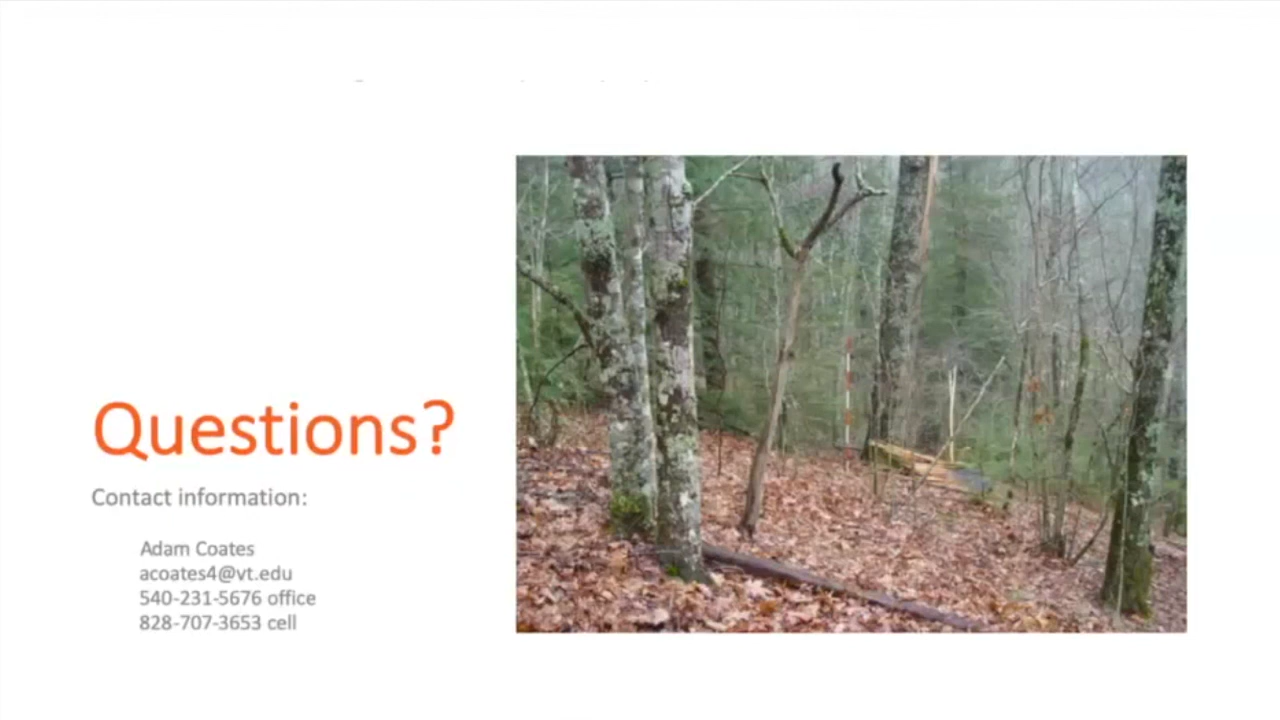 Questions?
Contact information:
Adam Coates
acoates4@vt.edu
540-231-5676 office
828-707-3653 cell